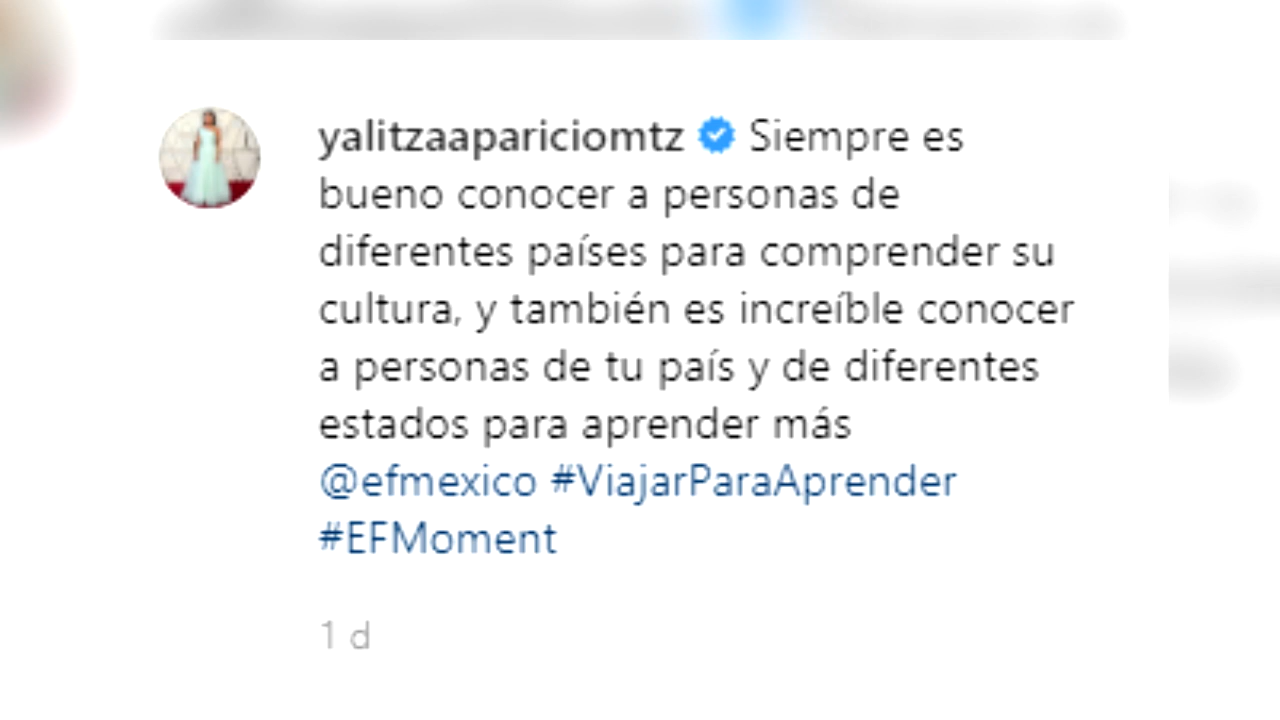 yalitzaapariciomtz Siempre es
bueno conocer a personas de
diferentes países para comprender su
cultura, y también es increíble conocer
a personas de tu país y de diferentes
estados para aprender más
@efmexico #ViajarParaAprender
#EFMoment
1 d